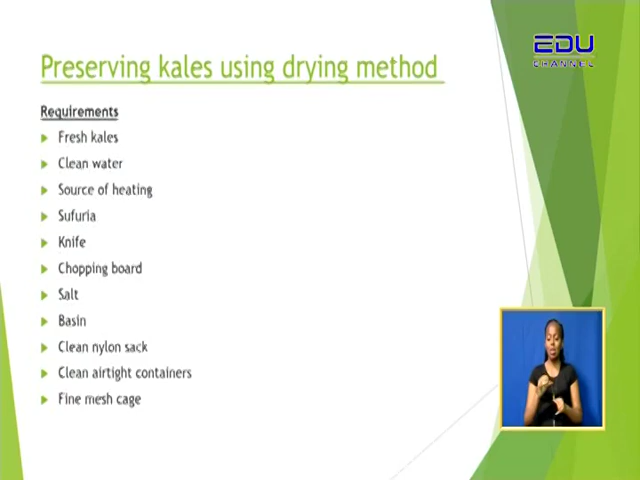 EDU
CHANNEL
Preserving kales using drying method
Requirements
Fresh kales
Clean water
Source of heating
Sufuria
Knife
Chopping board
Salt
Basin
Clean nylon sack
Clean airtight containers
Fine mesh cage